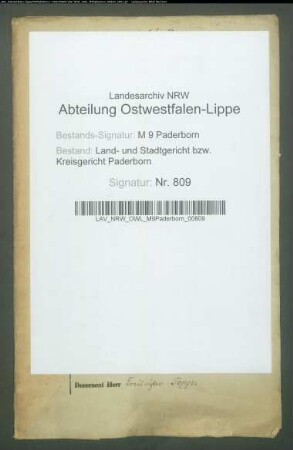 Landesarchiv NRW
Abteilung Ostwestfalen-Lippe
Bestands-Signatur: M 9 Paderborn
Bestand: Land- und Stadtgericht bzw.
Kreisgericht Paderborn
Signatur: Nr. 809
LAV_NRW_OWL_M9Paderborn_00809
Decernent Herr